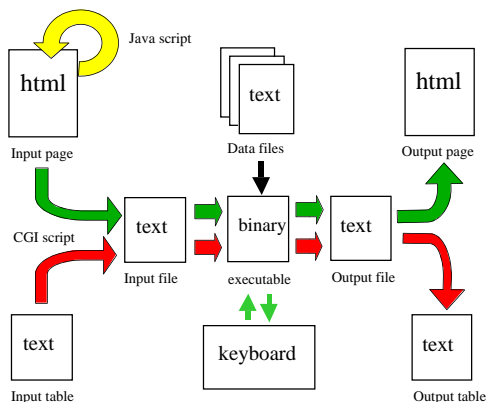 Java script
html
text
html
Input page
Data files
Output page
text
binary
text
CGI script
Input file
executable
Output file
text
keyboard
text
Input table
Output table